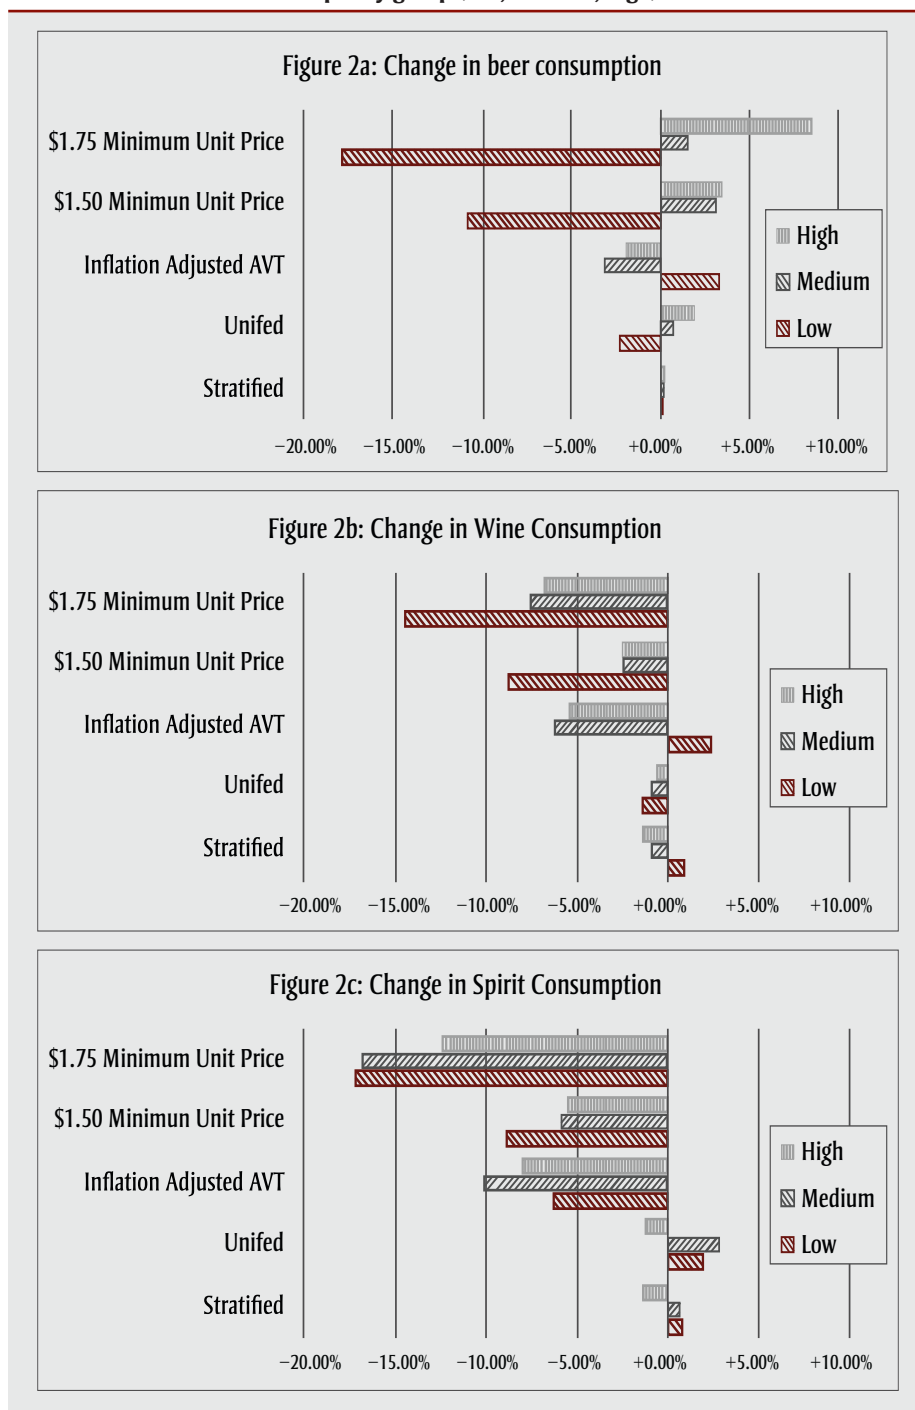 Figure 2a: Change in beer consumption
$1.75 Minimum Unit Price
$1.50 Minimun Unit Price
Inflation Adjusted AVT
Unifed
Stratified
High
Medium
Low
−20.00% −15.00% −10.00% −5.00% +0.00% +5.00% +10.00%
Figure 2b: Change in Wine Consumption
$1.75 Minimum Unit Price
$1.50 Minimun Unit Price
Inflation Adjusted AVT
Unifed
Stratified
High
Medium
Low
−20.00% −15.00% −10.00% −5.00% +0.00% +5.00% +10.00%
Figure 2c: Change in Spirit Consumption
$1.75 Minimum Unit Price
$1.50 Minimun Unit Price
Inflation Adjusted AVT
Unifed
Stratified
High
Medium
Low
−20.00% −15.00% −10.00% −5.00% +0.00% +5.00% +10.00%